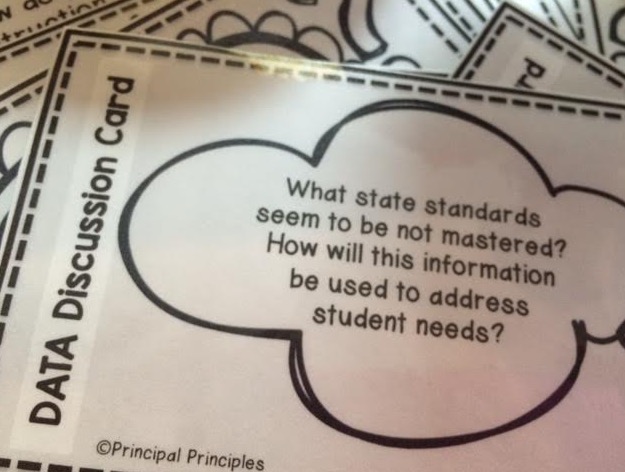 DATA Discussion Card
What state standards
seem to be not mastered?
How will this information
be used to address
student needs?
©Principal Principles
rd